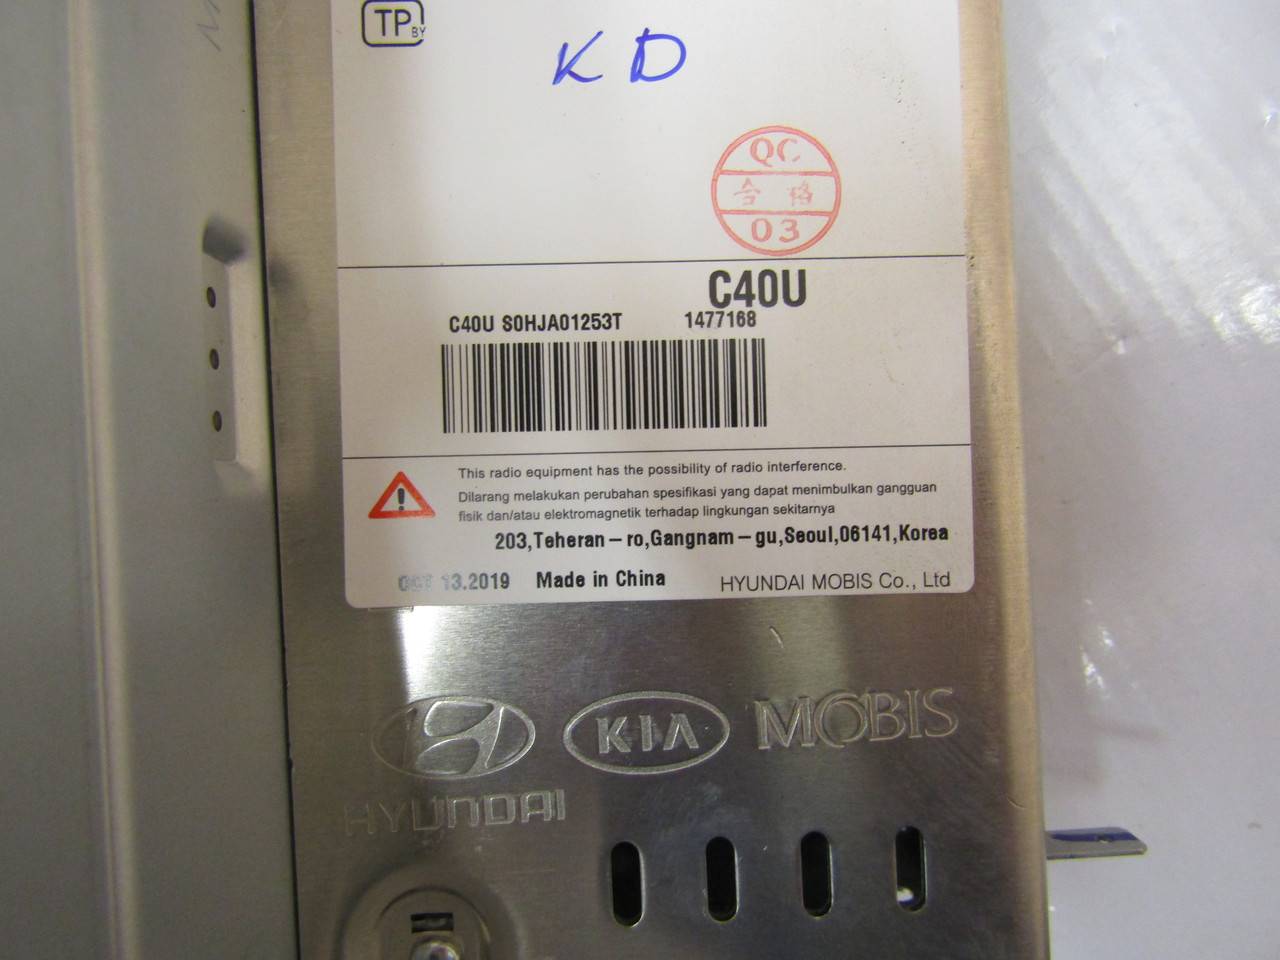 TP
BY
K D
QC
合格
03
C40U
C40U S0HJA01253T 1477168
This radio equipment has the possibility of radio interference.
Dilarang melakukan perubahan spesifikasi yang dapat menimbulkan gangguan
fisik dan/atau elektromagnetik terhadap lingkungan sekitarnya
203,Teheran-ro,Gangnam-gu,Seoul,06141,Korea
OCT 13.2019 Made in China HYUNDAI MOBIS Co., Ltd
KIA MOBIS
HYUNDAI